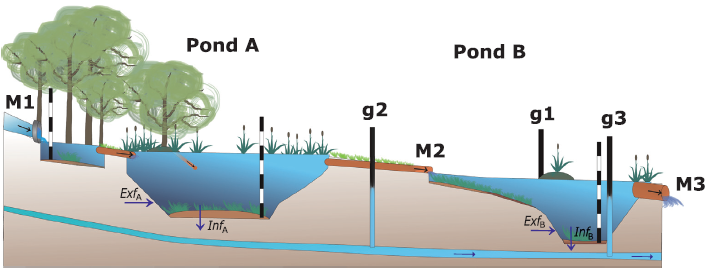 Pond A
Pond B
M1
g2
g1
g3
M2
M3
ExfA
InfA
ExfB
InfB